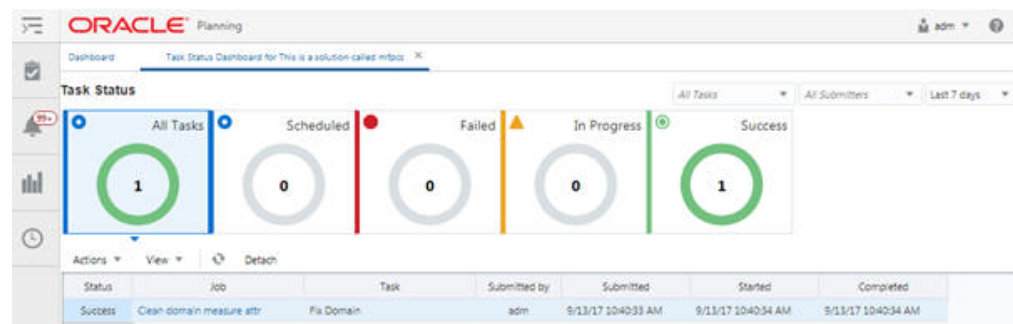 ORACLE® Planning
adm
Dashboard
Task Status Dashboard for This is a solution called mfpcs
Task Status
All Tasks
All Submitters
Last 7 days
99+
All Tasks
Scheduled
Failed
In Progress
Success
1
0
0
0
1
Actions View Detach
Status Job Task Submitted by Submitted Started Completed
Success Clean domain measure attr Fix Domain adm 9/13/17 10:40:33 AM 9/13/17 10:40:34 AM 9/13/17 10:40:34 AM